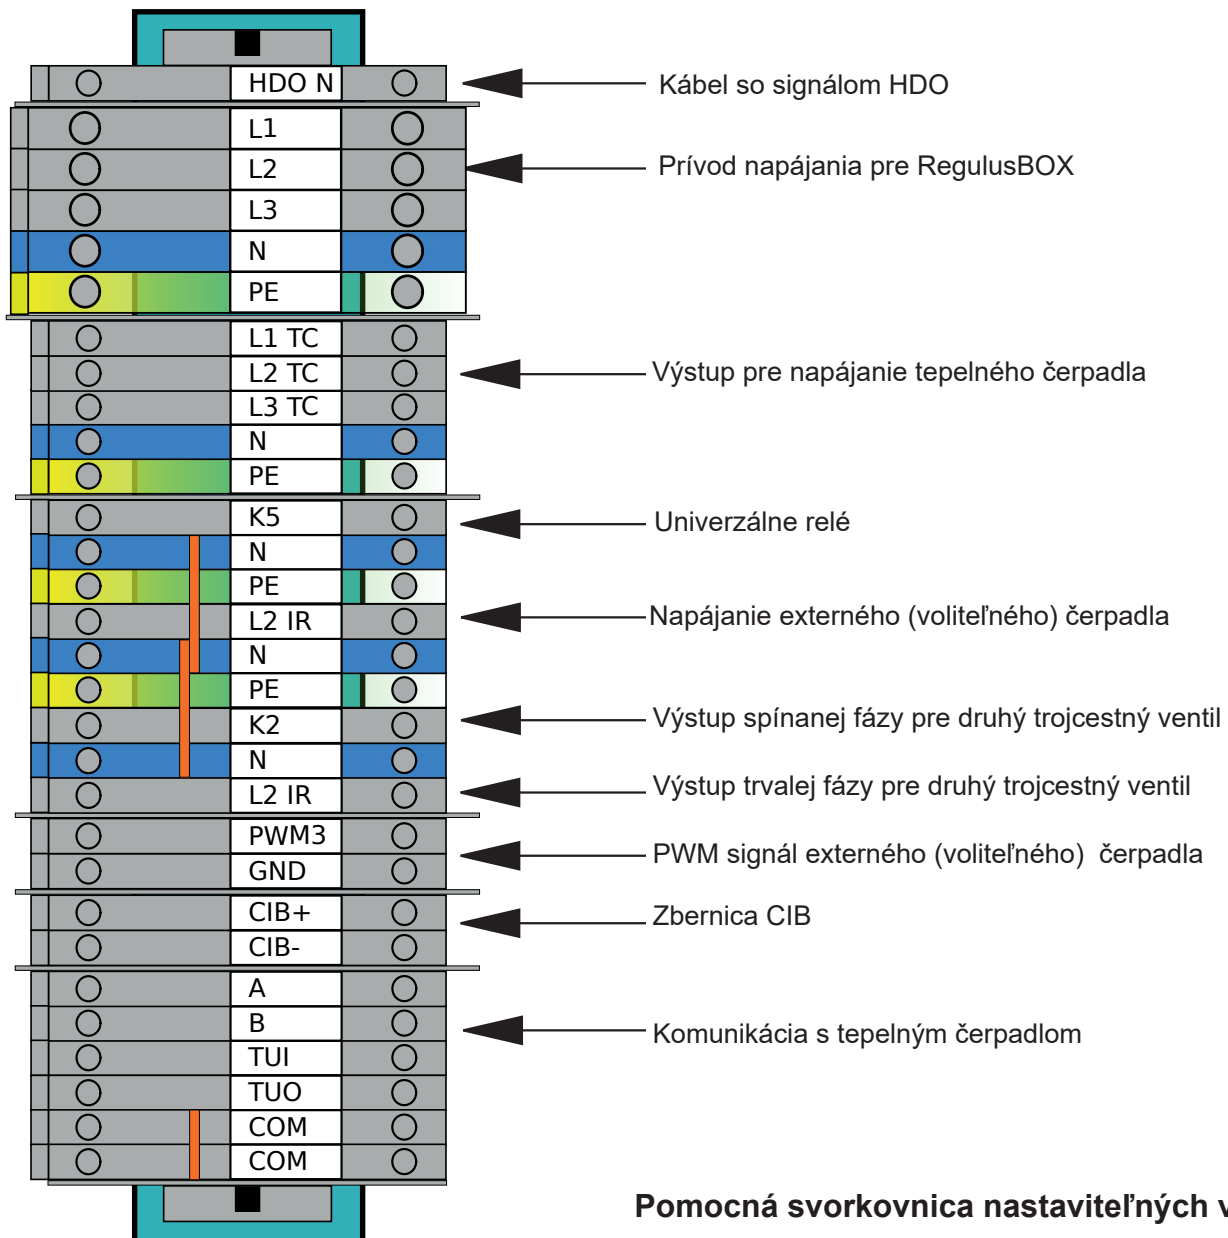 HDO N
Kábel so signálom HDO
L1
L2
Prívod napájania pre RegulusBOX
L3
N
PE
L1 TC
L2 TC
Výstup pre napájanie tepelného čerpadla
L3 TC
N
PE
K5
Univerzálne relé
N
PE
L2 IR
Napájanie externého (voliteľného) čerpadla
N
PE
K2
Výstup spínanej fázy pre druhý trojcestný ventil
N
L2 IR
Výstup trvalej fázy pre druhý trojcestný ventil
PWM3
PWM signál externého (voliteľného) čerpadla
GND
CIB+
Zbernica CIB
CIB-
A
B
Komunikácia s tepelným čerpadlom
TUI
TUO
COM
COM
Pomocná svorkovnica nastaviteľných v